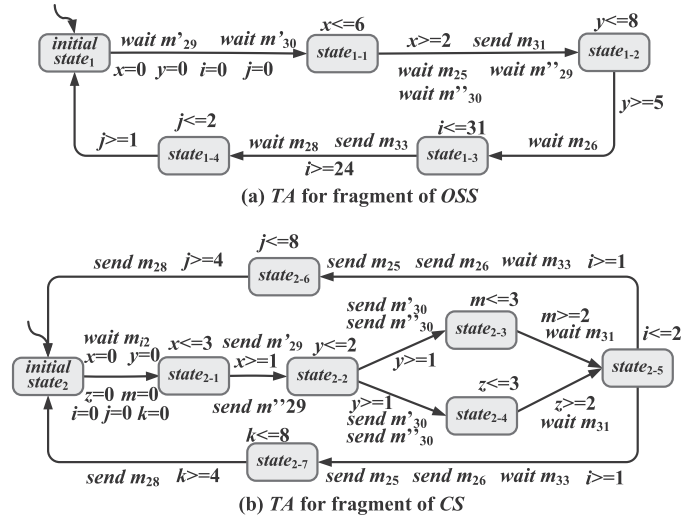 x<=6
y<=8
initial state1
wait m'29 wait m'30
x=0 y=0 i=0 j=0
state1-1
x>=2 send m31
wait m25 wait m''29
wait m''30
state1-2
y>=5
j>=1
j<=2
state1-4
wait m28 send m33
i>=24
i<=31
state1-3
wait m26
(a) TA for fragment of OSS
j<=8
send m28 j>=4
state2-6
send m25 send m26 wait m33 i>=1
initial state2
wait mi2
x=0 y=0
z=0 m=0
i=0 j=0 k=0
x<=3
state2-1
send m'29
x>=1
send m''29
y<=2
state2-2
send m'30
send m''30
y>=1
m<=3
state2-3
m>=2
wait m31
y>=1
send m'30
send m''30
z<=3
state2-4
z>=2
wait m31
i<=2
state2-5
k<=8
state2-7
send m28 k>=4
send m25 send m26 wait m33 i>=1
(b) TA for fragment of CS